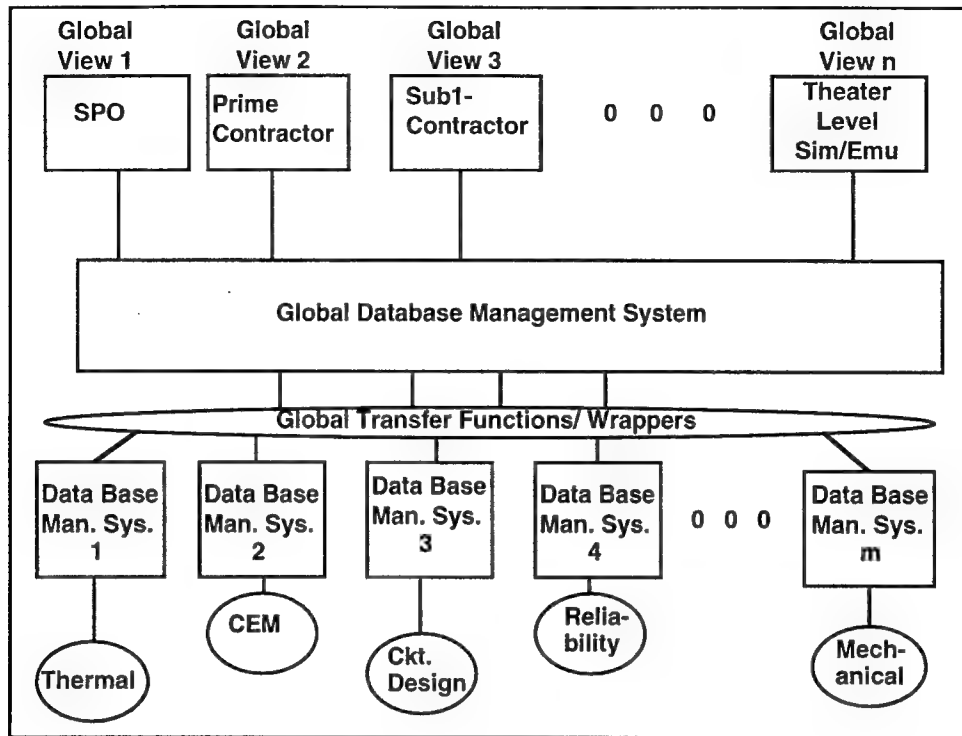 Global View 1
Global View 2
Global View 3
Global View n
SPO
Prime Contractor
Sub1-Contractor
0 0 0
Theater Level Sim/Emu
Global Database Management System
Global Transfer Functions/ Wrappers
Data Base Man. Sys. 1
Data Base Man. Sys. 2
Data Base Man. Sys. 3
Data Base Man. Sys. 4
0 0 0
Data Base Man. Sys. m
Thermal
CEM
Ckt. Design
Relia-bility
Mech-anical